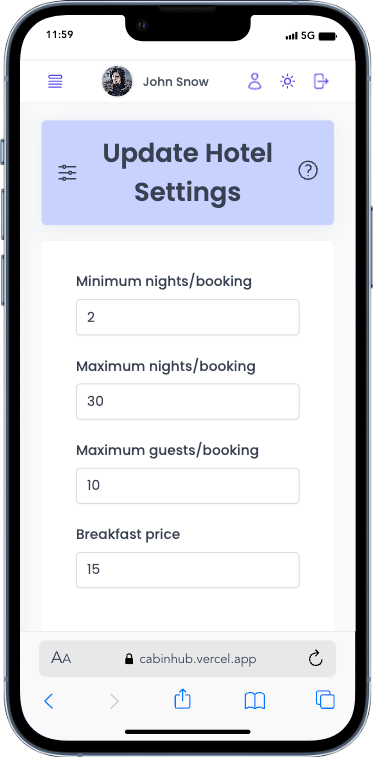 11:59
5G
John Snow
Update Hotel
Settings
Minimum nights/booking
2
Maximum nights/booking
30
Maximum guests/booking
10
Breakfast price
15
AA
cabinhub.vercel.app